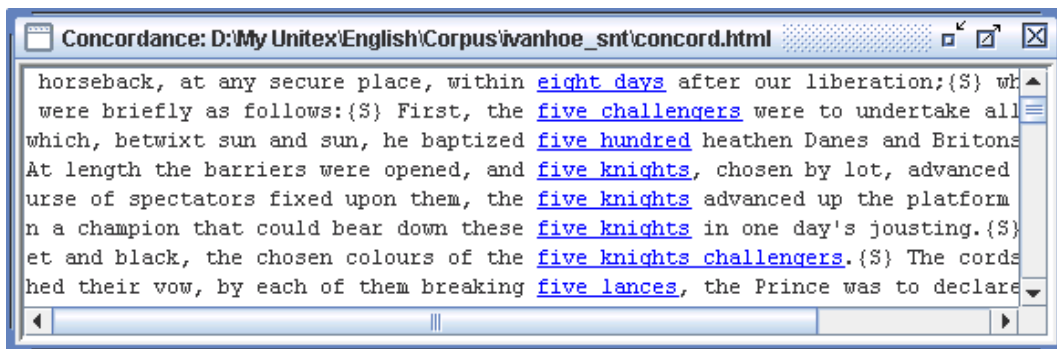 Concordance: D:\My Unitex\English\Corpus\ivanhoe_snt\concord.html
horseback, at any secure place, within eight days after our liberation;{S} wh
were briefly as follows:{S} First, the five challengers were to undertake all
which, betwixt sun and sun, he baptized five hundred heathen Danes and Britons
At length the barriers were opened, and five knights, chosen by lot, advanced
urse of spectators fixed upon them, the five knights advanced up the platform
n a champion that could bear down these five knights in one day's jousting.{S}
et and black, the chosen colours of the five knights challengers.{S} The cords
hed their vow, by each of them breaking five lances, the Prince was to declare